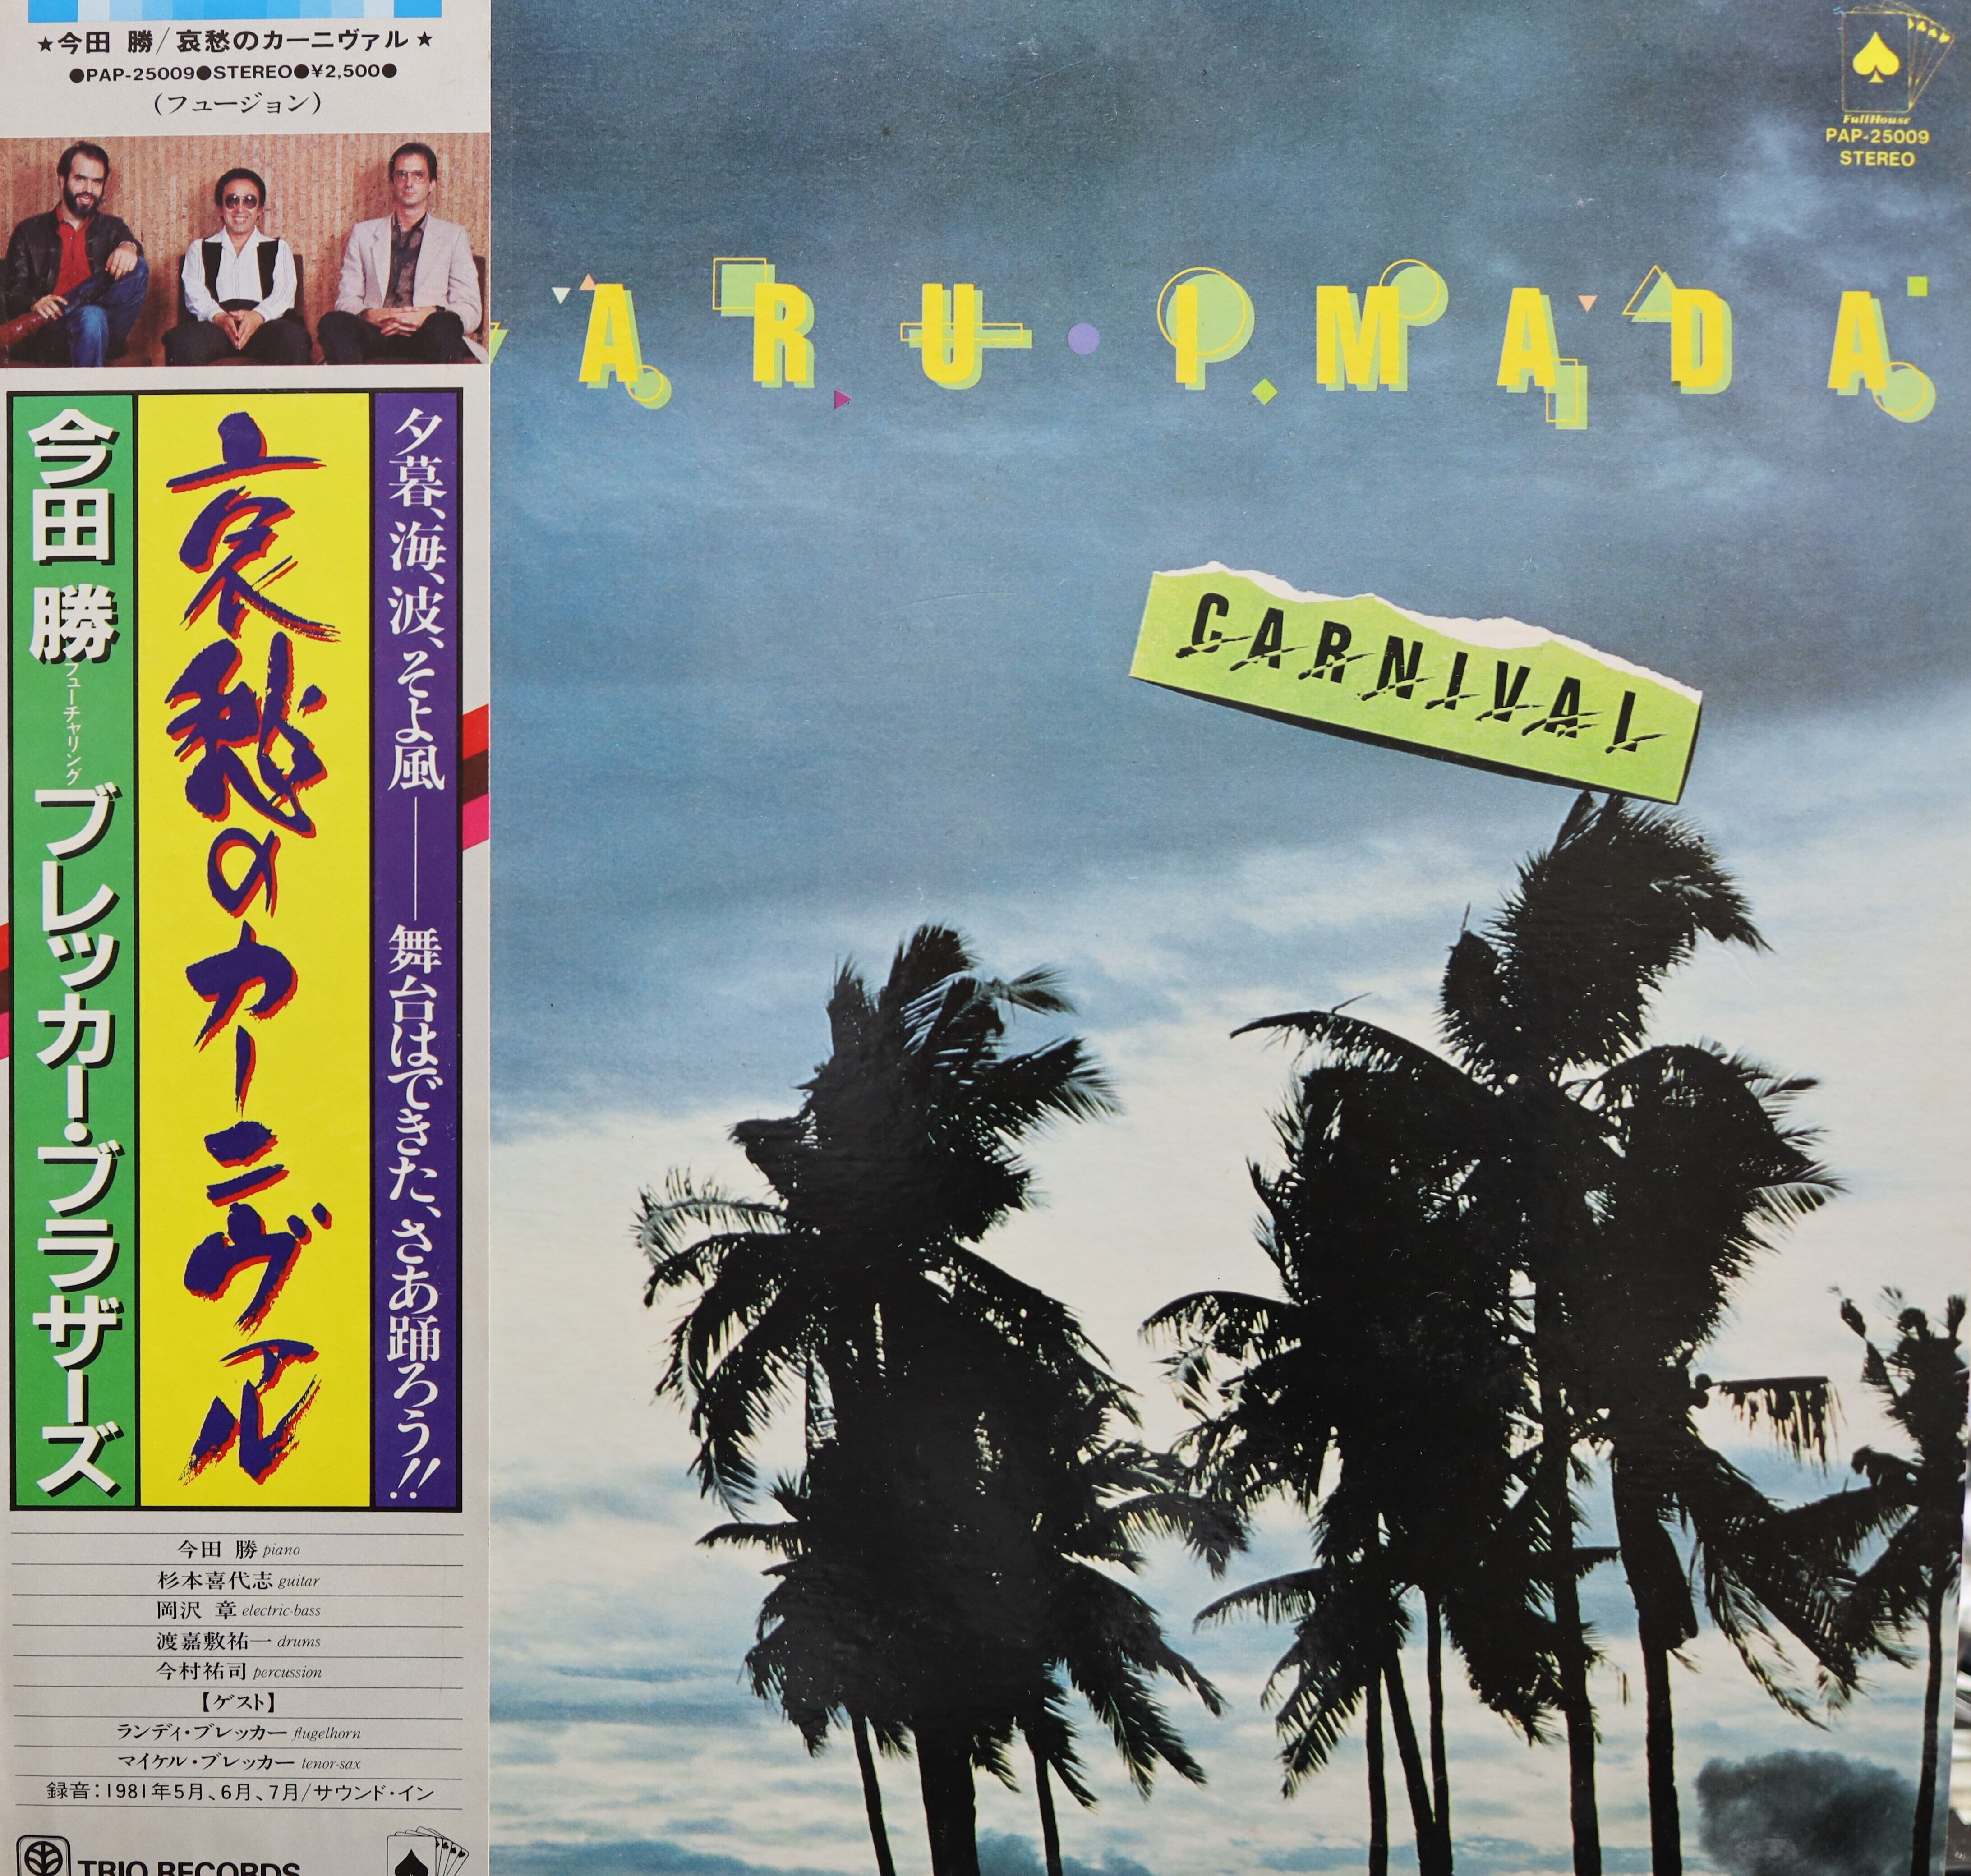 ★今田 勝/哀愁のカーニヴァル★
●PAP-25009●STEREO●¥2,500●
(フュージョン)
夕暮、海、波、そよ風——舞台はできた、さあ踊ろう!!
哀愁のカーニヴァル
今田 勝 フューチャリング ブレッカー・ブラザーズ
今田 勝 piano
杉本喜代志 guitar
岡沢 章 electric-bass
渡嘉敷祐一 drums
今村祐司 percussion
【ゲスト】
ランディ・ブレッカー flugelhorn
マイケル・ブレッカー tenor-sax
録音:1981年5月、6月、7月/サウンド・イン
TRIO RECORDS
FullHouse
PAP-25009
STEREO
ARU IMADA
CARNIVAL